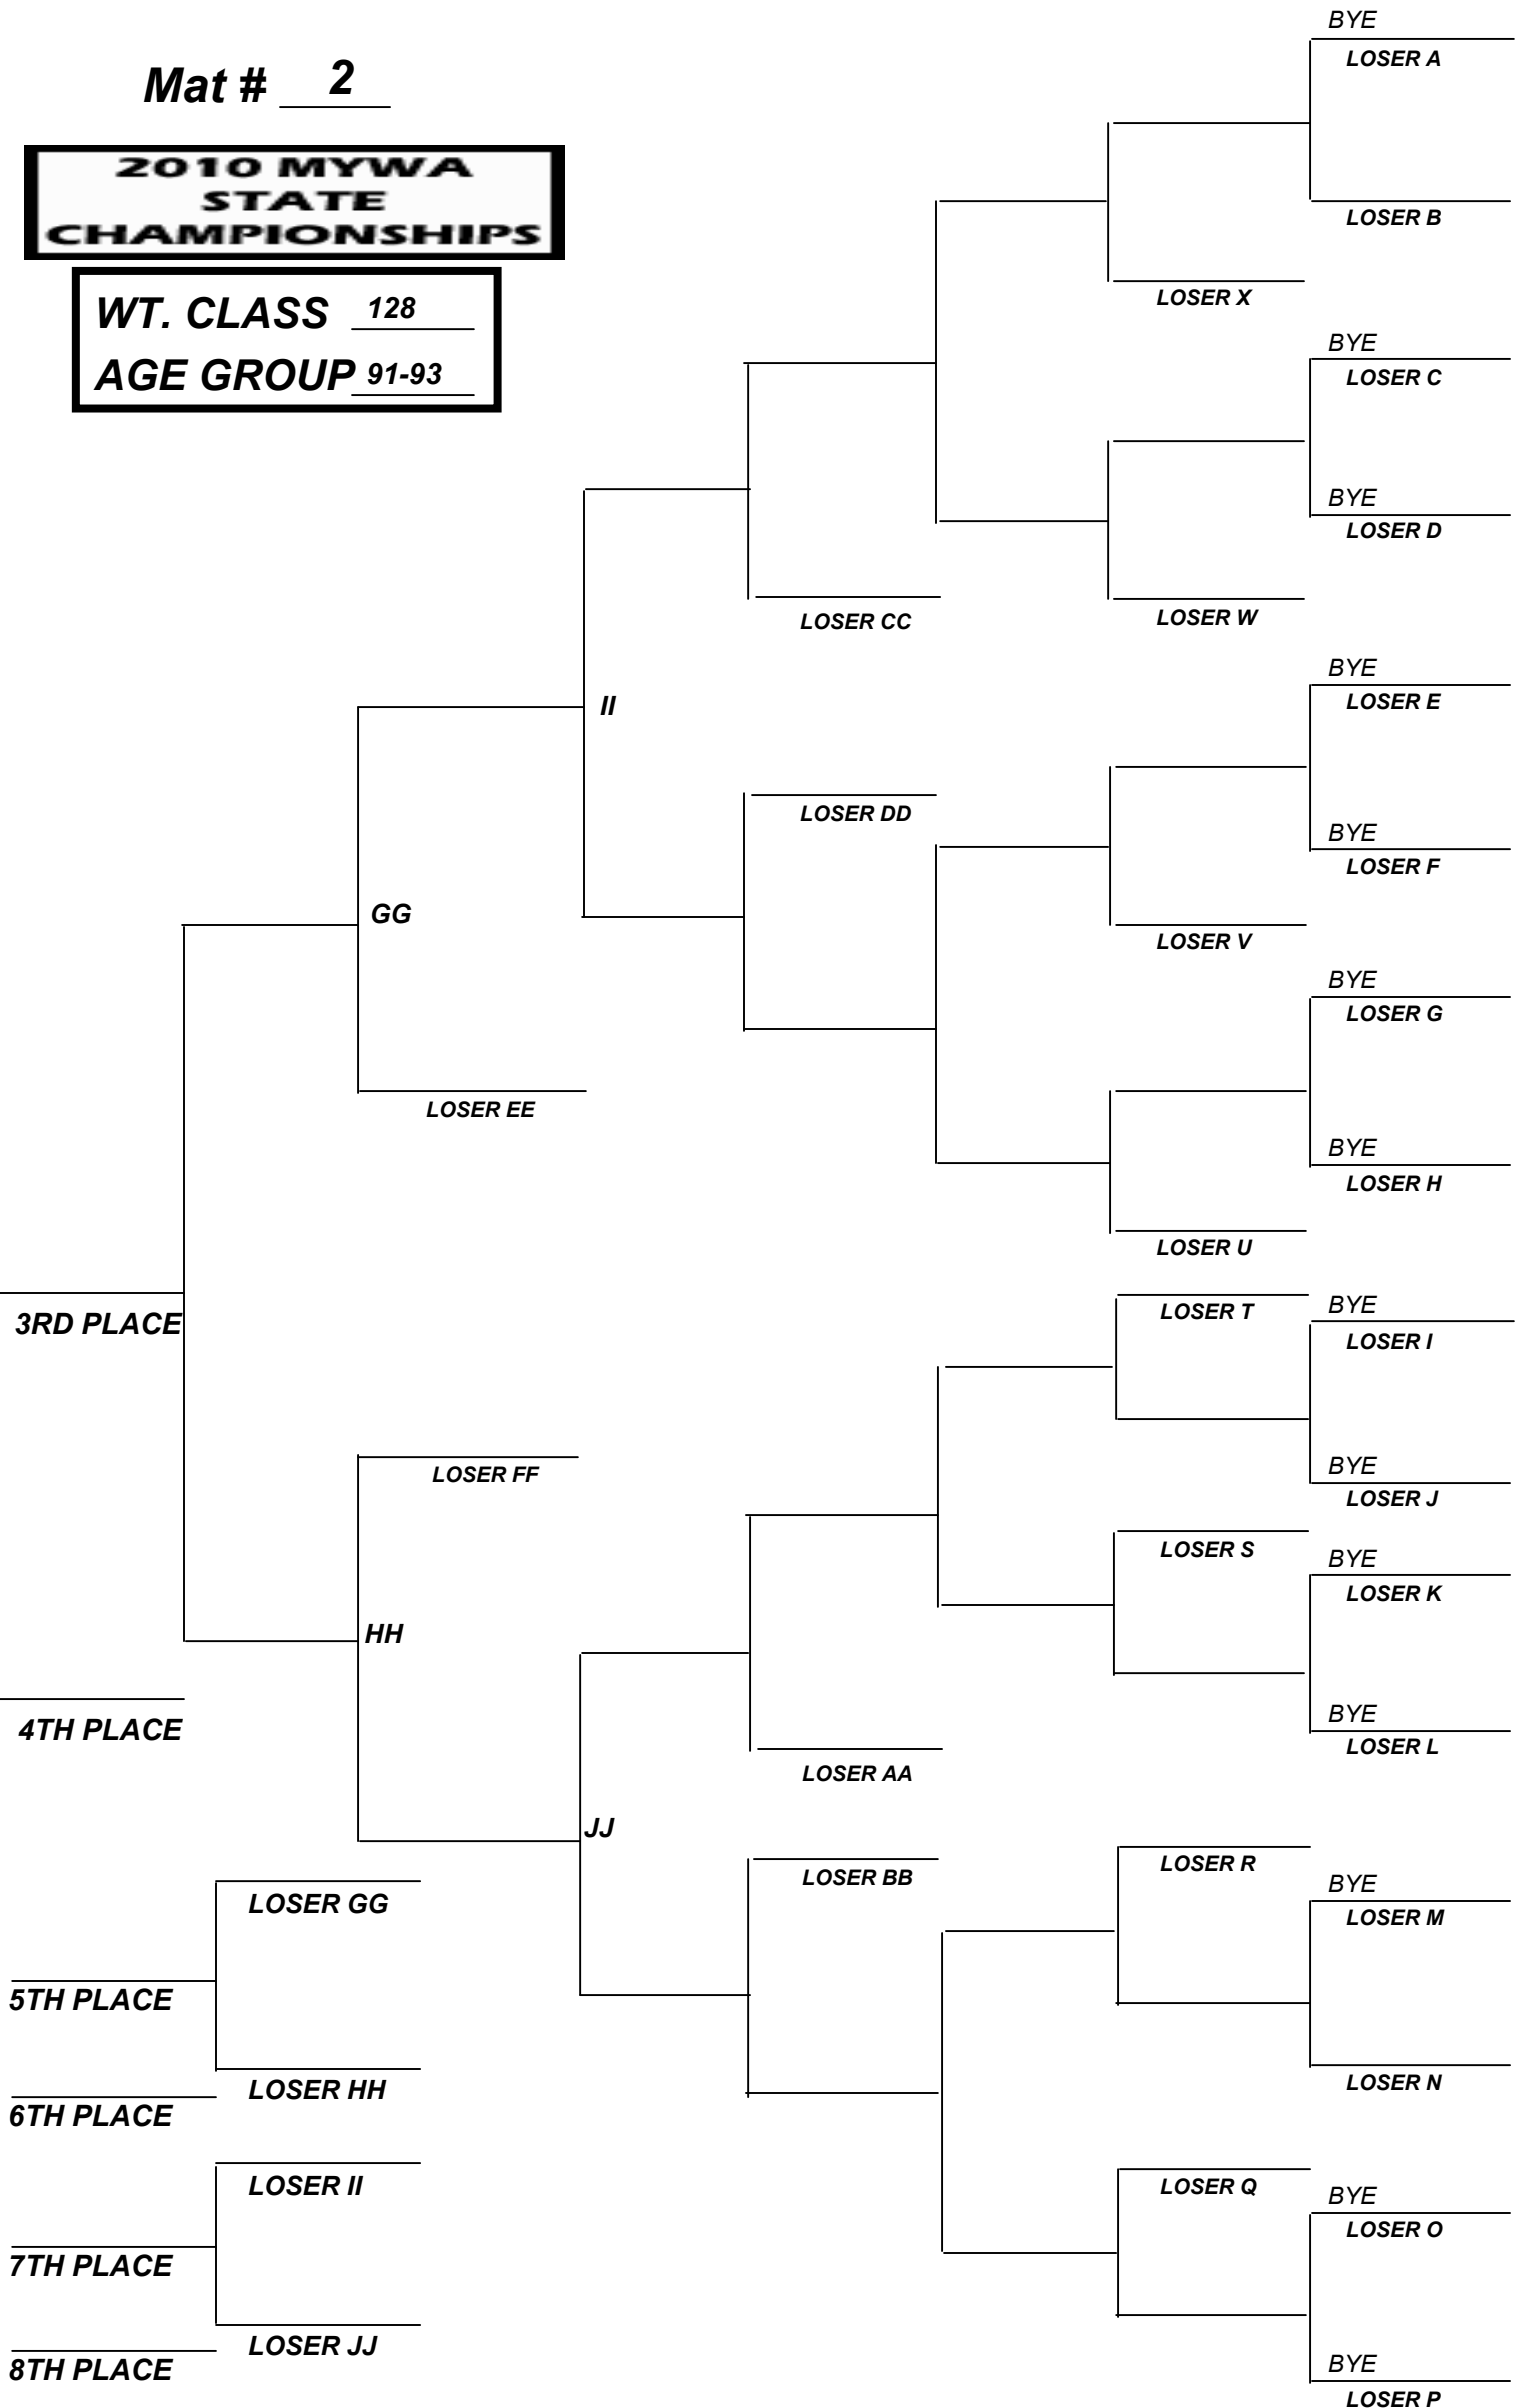 Mat # 2
2010 MYWA
STATE
CHAMPIONSHIPS
WT. CLASS 128
AGE GROUP 91-93
BYE
LOSER A
LOSER B
LOSER X
BYE
LOSER C
BYE
LOSER D
LOSER CC
LOSER W
BYE
LOSER E
II
LOSER DD
BYE
LOSER F
GG
LOSER V
BYE
LOSER G
LOSER EE
BYE
LOSER H
LOSER U
3RD PLACE
LOSER T
BYE
LOSER I
LOSER FF
BYE
LOSER J
LOSER S
BYE
LOSER K
HH
4TH PLACE
BYE
LOSER L
LOSER AA
JJ
LOSER BB
LOSER R
BYE
LOSER M
LOSER GG
5TH PLACE
LOSER HH
LOSER N
6TH PLACE
LOSER II
LOSER Q
BYE
LOSER O
7TH PLACE
LOSER JJ
8TH PLACE
BYE
LOSER P